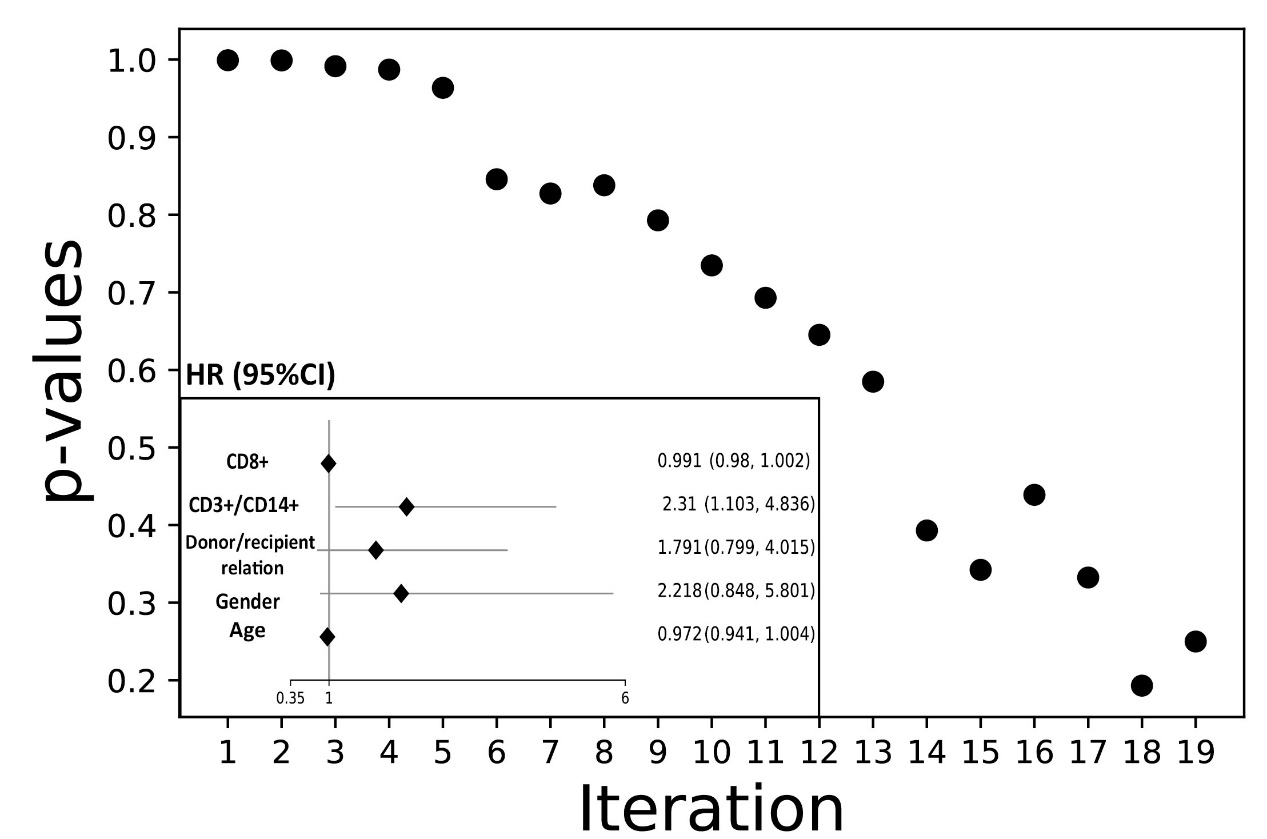 1.0
0.9
0.8
0.7
0.6
0.5
0.4
0.3
0.2
p-values
HR (95%CI)
CD8+ 0.991 (0.98, 1.002)
CD3+/CD14+ 2.31 (1.103, 4.836)
Donor/recipient
relation 1.791(0.799, 4.015)
Gender 2.218(0.848, 5.801)
Age 0.972(0.941, 1.004)
0.35 1 6
1 2 3 4 5 6 7 8 9 10 11 12 13 14 15 16 17 18 19
Iteration